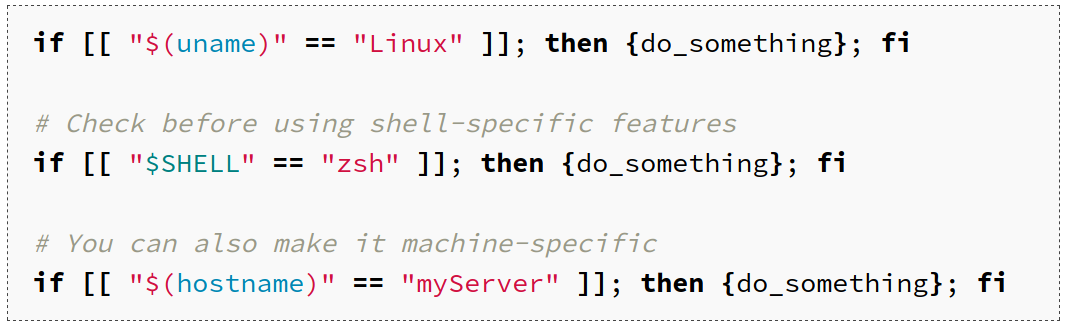 if [[ "$(uname)" == "Linux" ]]; then {do_something}; fi
# Check before using shell-specific features
if [[ "$SHELL" == "zsh" ]]; then {do_something}; fi
# You can also make it machine-specific
if [[ "$(hostname)" == "myServer" ]]; then {do_something}; fi